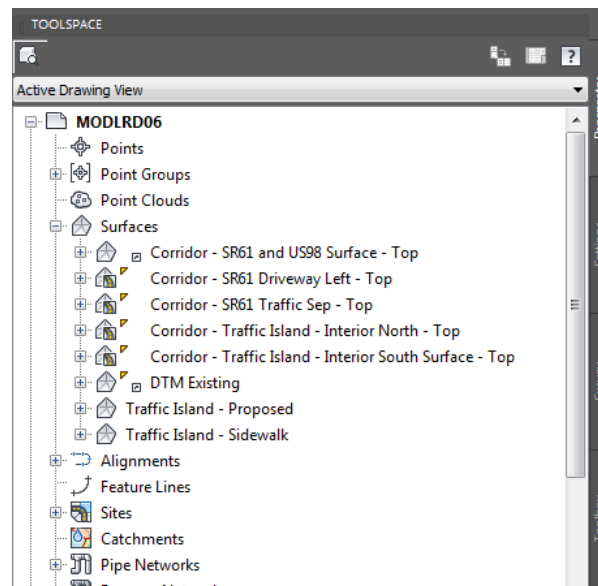 TOOLSPACE
?
Active Drawing View
MODLRD06
Points
Point Groups
Point Clouds
Surfaces
Corridor - SR61 and US98 Surface - Top
Corridor - SR61 Driveway Left - Top
Corridor - SR61 Traffic Sep - Top
Corridor - Traffic Island - Interior North - Top
Corridor - Traffic Island - Interior South Surface - Top
DTM Existing
Traffic Island - Proposed
Traffic Island - Sidewalk
Alignments
Feature Lines
Sites
Catchments
Pipe Networks